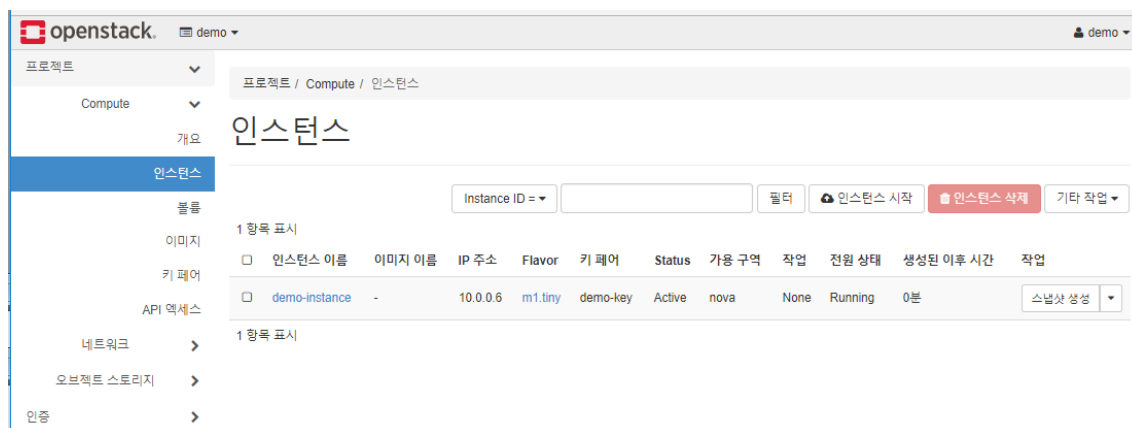 openstack. demo demo
프로젝트
프로젝트 / Compute / 인스턴스
Compute
개요
인스턴스
인스턴스
볼륨
이미지
키 페어
API 엑세스
네트워크
오브젝트 스토리지
인증
Instance ID = 필터 인스턴스 시작 인스턴스 삭제 기타 작업
1 항목 표시
인스턴스 이름 이미지 이름 IP 주소 Flavor 키 페어 Status 가용 구역 작업 전원 상태 생성된 이후 시간 작업
demo-instance - 10.0.0.6 m1.tiny demo-key Active nova None Running 0분 스냅샷 생성
1 항목 표시